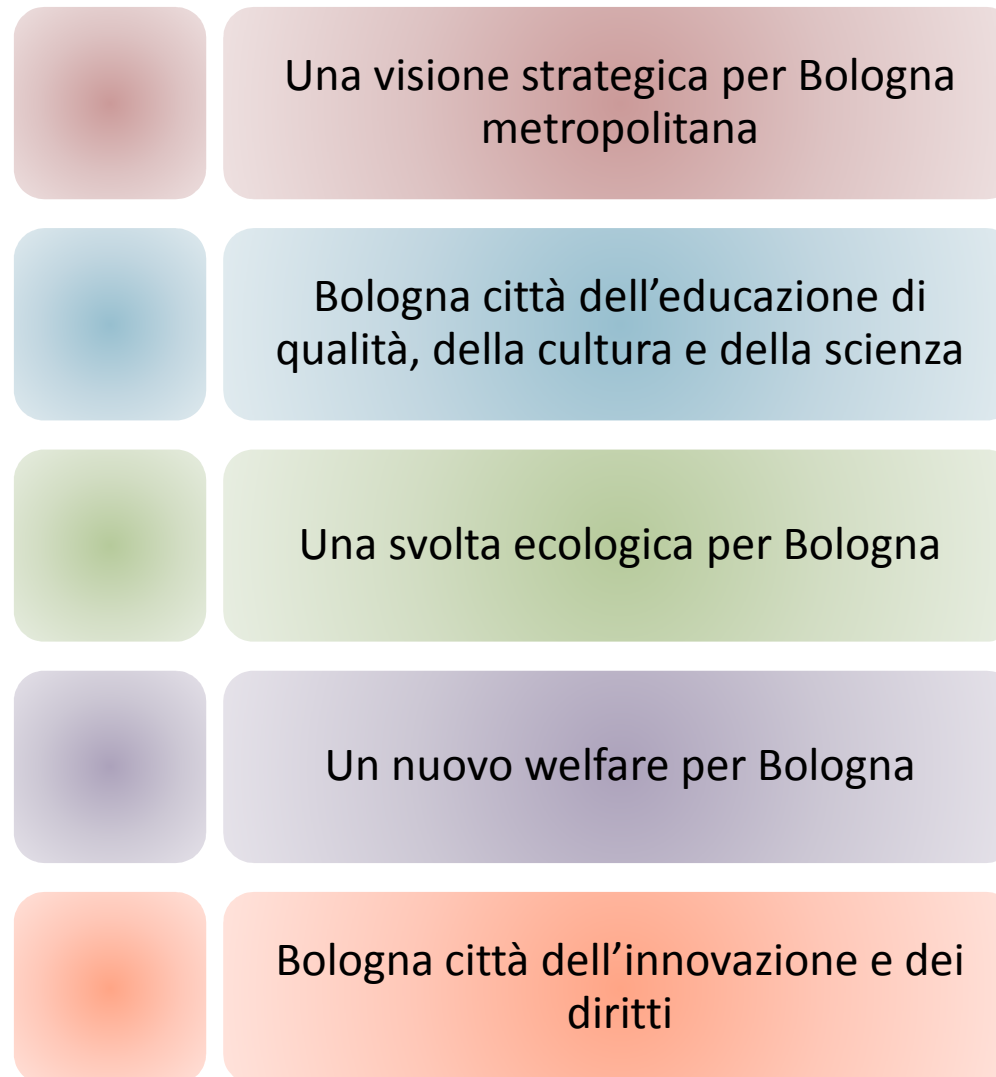 Una visione strategica per Bologna
metropolitana
Bologna città dell’educazione di
qualità, della cultura e della scienza
Una svolta ecologica per Bologna
Un nuovo welfare per Bologna
Bologna città dell’innovazione e dei
diritti